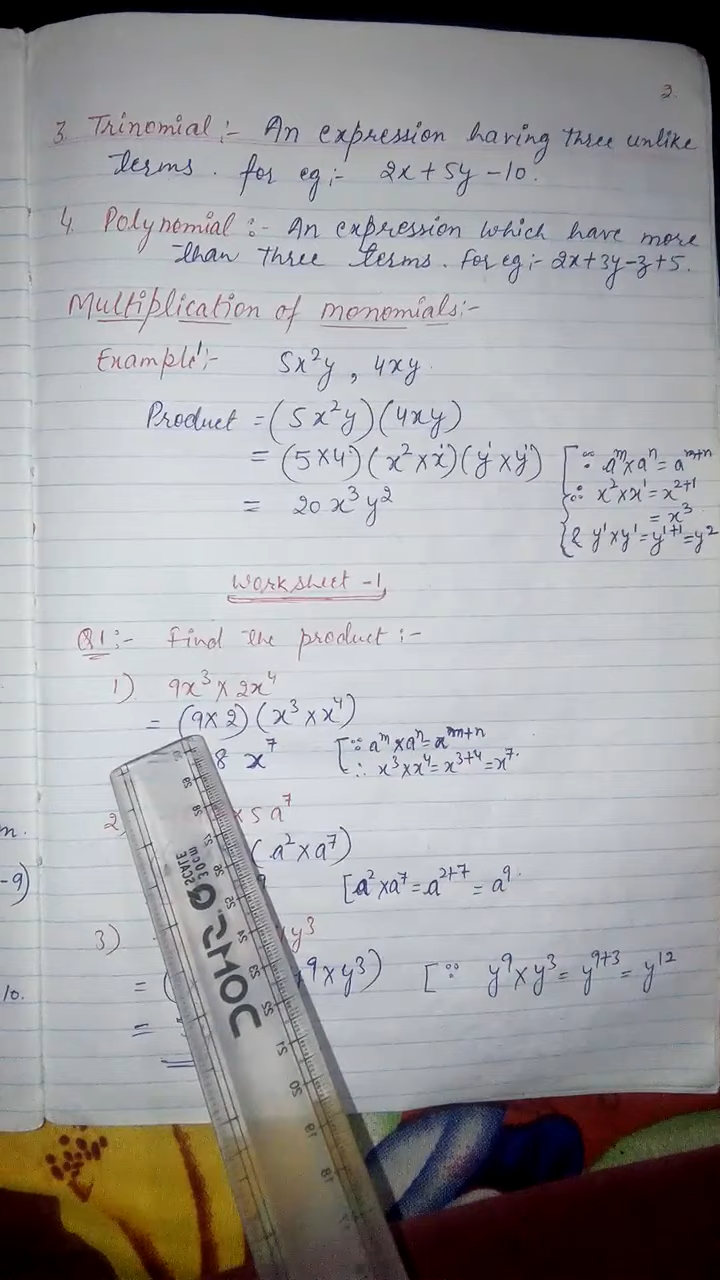 2.
3. Trinomial :- An expression having three unlike
terms. for eg:- 2x + 5y - 10.
4. Polynomial :- An expression which have more
than three terms. For eg:- 2x+3y-z+5.
Multiplication of monomials:-
Example:- 5x²y, 4xy.
Product = (5x²y)(4xy)
= (5×4)(x²×x¹)(y¹×y¹) [∵ aᵐ×aⁿ=aᵐ⁺ⁿ
∴ x²×x¹=x²⁺¹
= 20x³y²
= x³
& y¹×y¹=y¹⁺¹=y²
Worksheet -1
Q1:- Find the product :-
1) 9x³ × 2x⁴
= (9×2)(x³×x⁴)
8 x⁷ [∵ aᵐ×aⁿ=aᵐ⁺ⁿ
∴ x³×x⁴=x³⁺⁴=x⁷.
2) ×5a⁷
(a²×a⁷)
[a²×a⁷=a²⁺⁷=a⁹.
3) y³
= ( ⁹×y³) [∵ y⁹×y³=y⁹⁺³=y¹²
=
m.
-9)
10.
JOMSO
SCALE
30cm